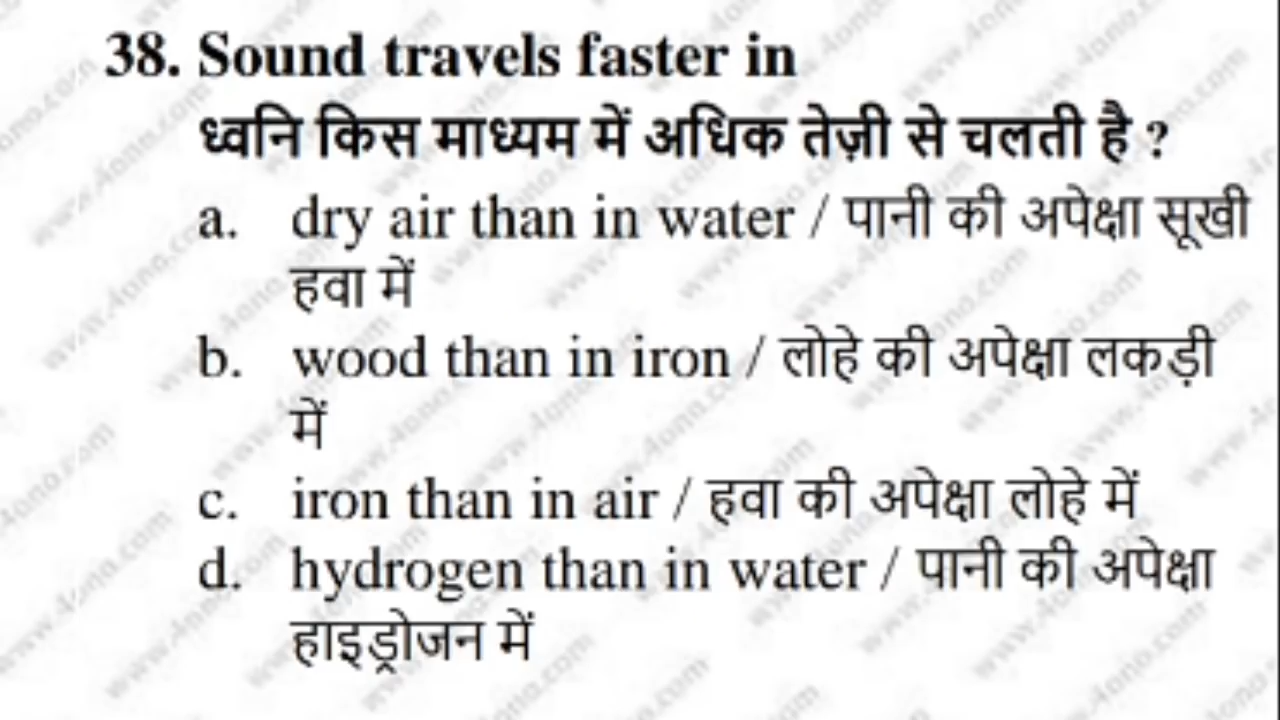 38. Sound travels faster in
ध्वनि किस माध्यम में अधिक तेज़ी से चलती है ?
a. dry air than in water / पानी की अपेक्षा सूखी
हवा में
b. wood than in iron / लोहे की अपेक्षा लकड़ी
में
c. iron than in air / हवा की अपेक्षा लोहे में
d. hydrogen than in water / पानी की अपेक्षा
हाइड्रोजन में